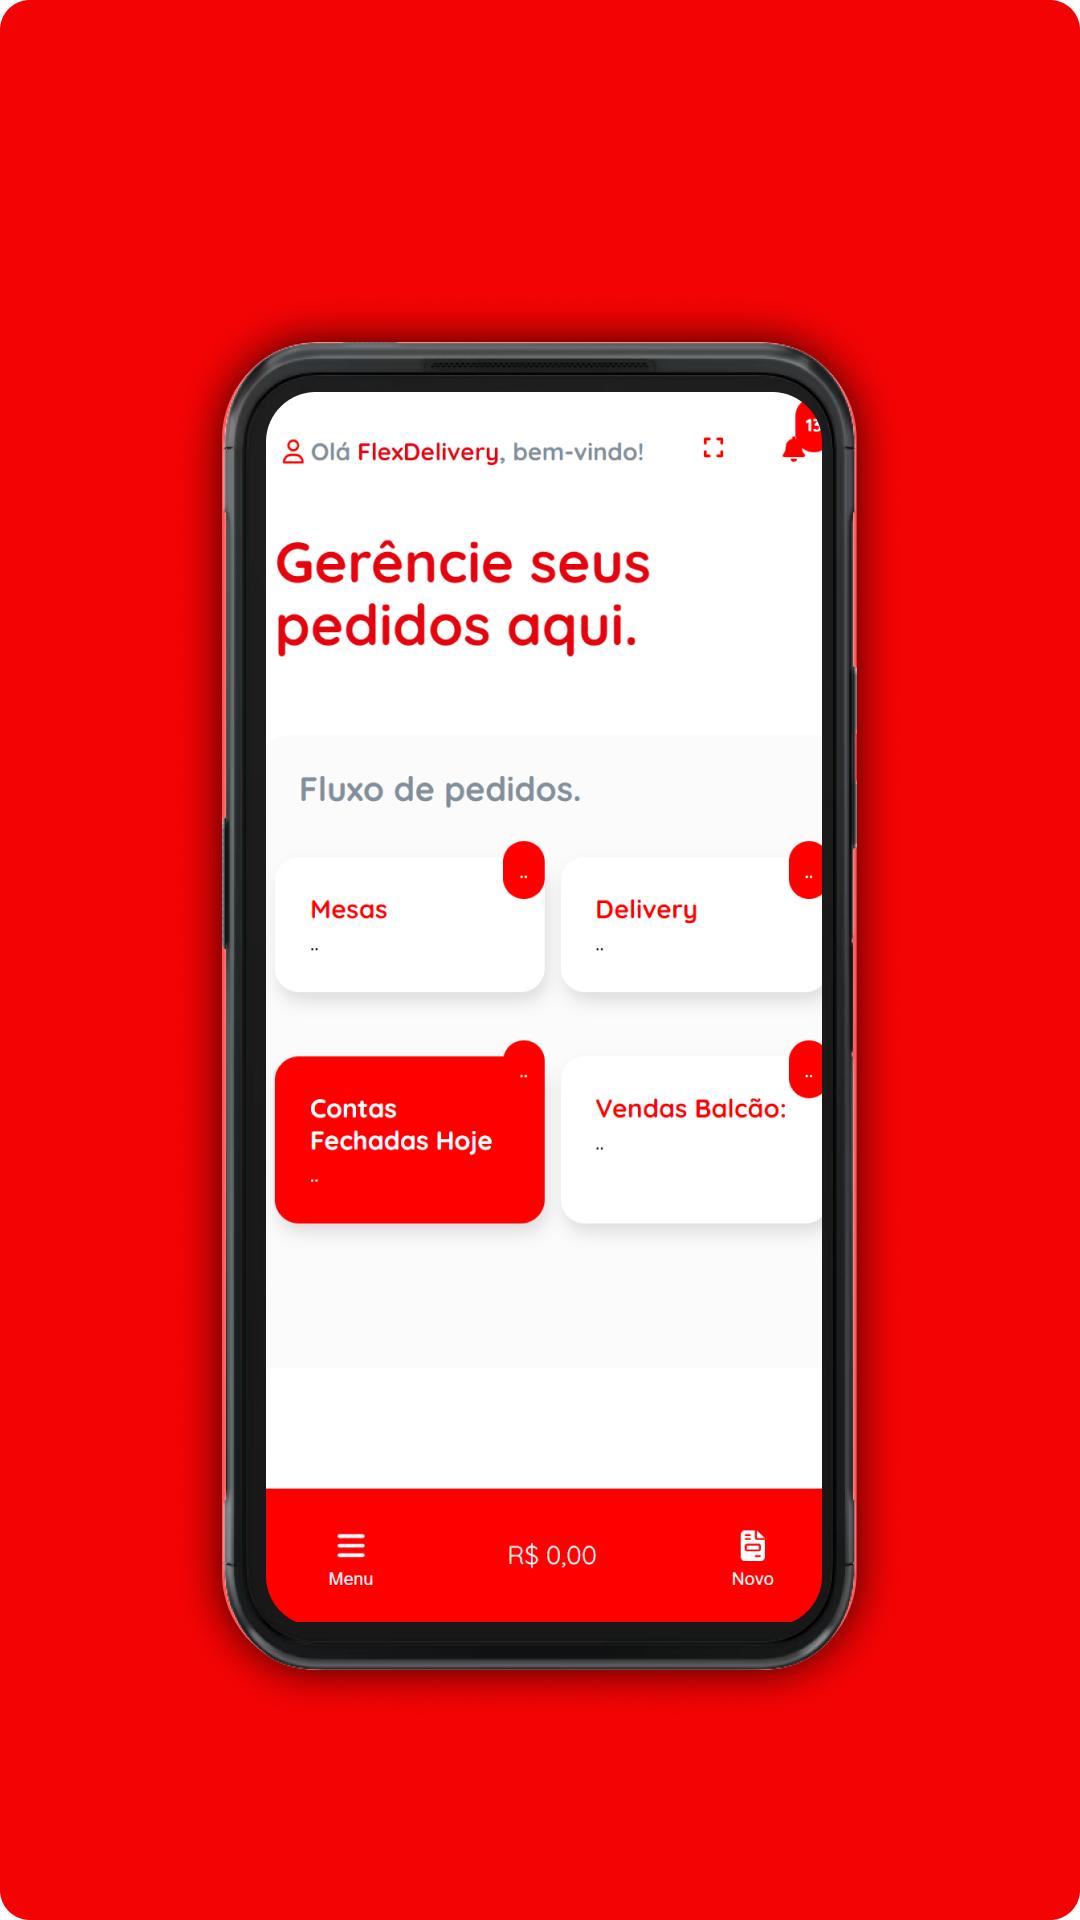 Olá FlexDelivery, bem-vindo!
13
Gerêncie seus
pedidos aqui.
Fluxo de pedidos.
..
Mesas
..
..
Delivery
..
..
Contas
Fechadas Hoje
..
..
Vendas Balcão:
..
Menu
R$ 0,00
Novo